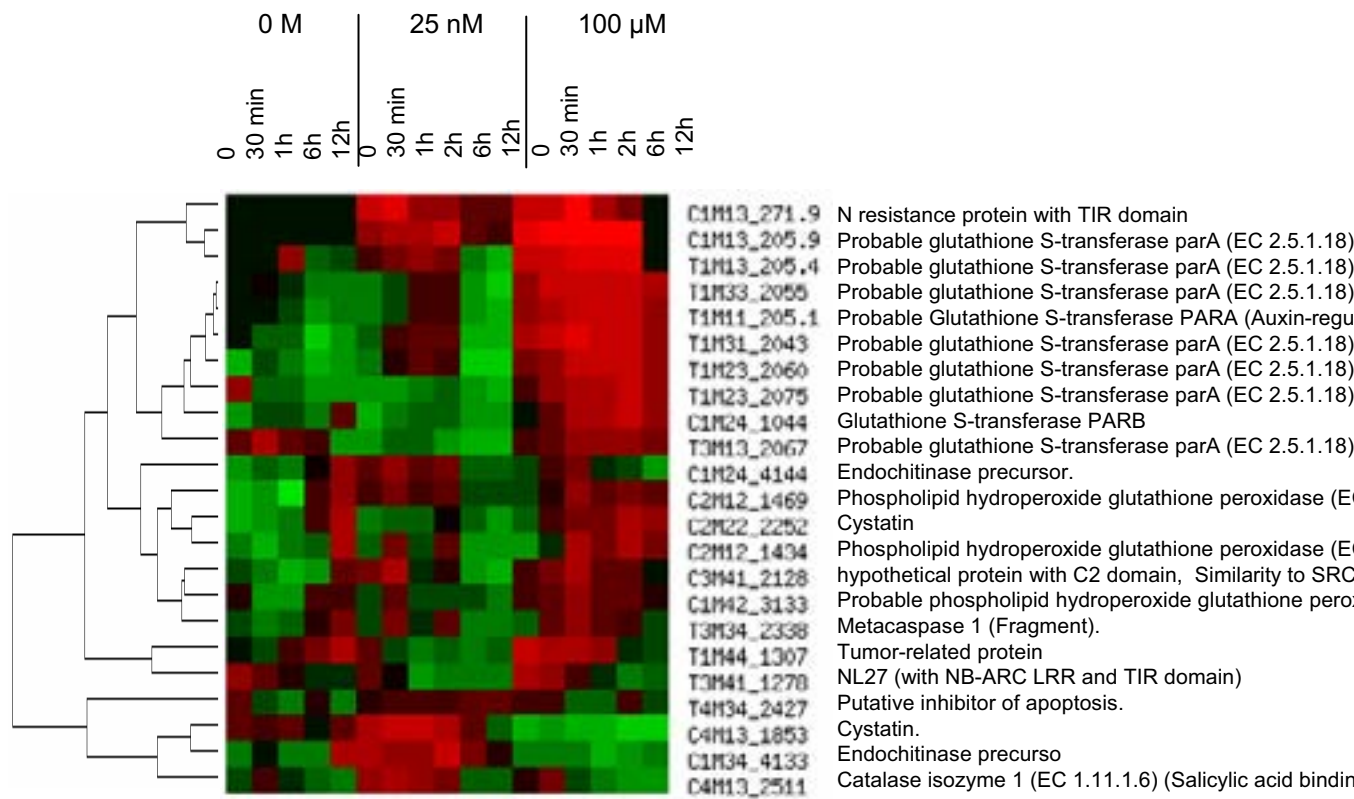 0 M 25 nM 100 µM
0 30 min 1h 6h 12h 0 30 min 1h 2h 6h 12h 0 30 min 1h 2h 6h 12h
C1M13_271.9 N resistance protein with TIR domain
C1M13_205.9 Probable glutathione S-transferase parA (EC 2.5.1.18)
T1M13_205.4 Probable glutathione S-transferase parA (EC 2.5.1.18)
T1M33_2055 Probable glutathione S-transferase parA (EC 2.5.1.18)
T1M11_205.1 Probable Glutathione S-transferase PARA (Auxin-regu
T1M31_2043 Probable glutathione S-transferase parA (EC 2.5.1.18)
T1M23_2060 Probable glutathione S-transferase parA (EC 2.5.1.18)
T1M23_2075 Probable glutathione S-transferase parA (EC 2.5.1.18)
C1M24_1044 Glutathione S-transferase PARB
T3M13_2067 Probable glutathione S-transferase parA (EC 2.5.1.18)
C1M24_4144 Endochitinase precursor.
C2M12_1469 Phospholipid hydroperoxide glutathione peroxidase (EC
C2M22_2252 Cystatin
C2M12_1434 Phospholipid hydroperoxide glutathione peroxidase (EC
C3M41_2128 hypothetical protein with C2 domain, Similarity to SRC
C1M42_3133 Probable phospholipid hydroperoxide glutathione perox
T3M34_2338 Metacaspase 1 (Fragment).
T1M44_1307 Tumor-related protein
T3M41_1278 NL27 (with NB-ARC LRR and TIR domain)
T4M34_2427 Putative inhibitor of apoptosis.
C4M13_1853 Cystatin.
C1M34_4133 Endochitinase precurso
C4M13_2511 Catalase isozyme 1 (EC 1.11.1.6) (Salicylic acid bindin